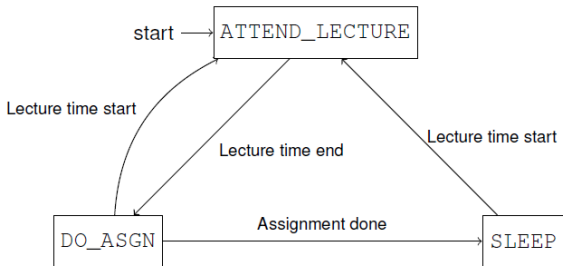 start
ATTEND_LECTURE
Lecture time start
Lecture time start
Lecture time end
Assignment done
DO_ASGN
SLEEP